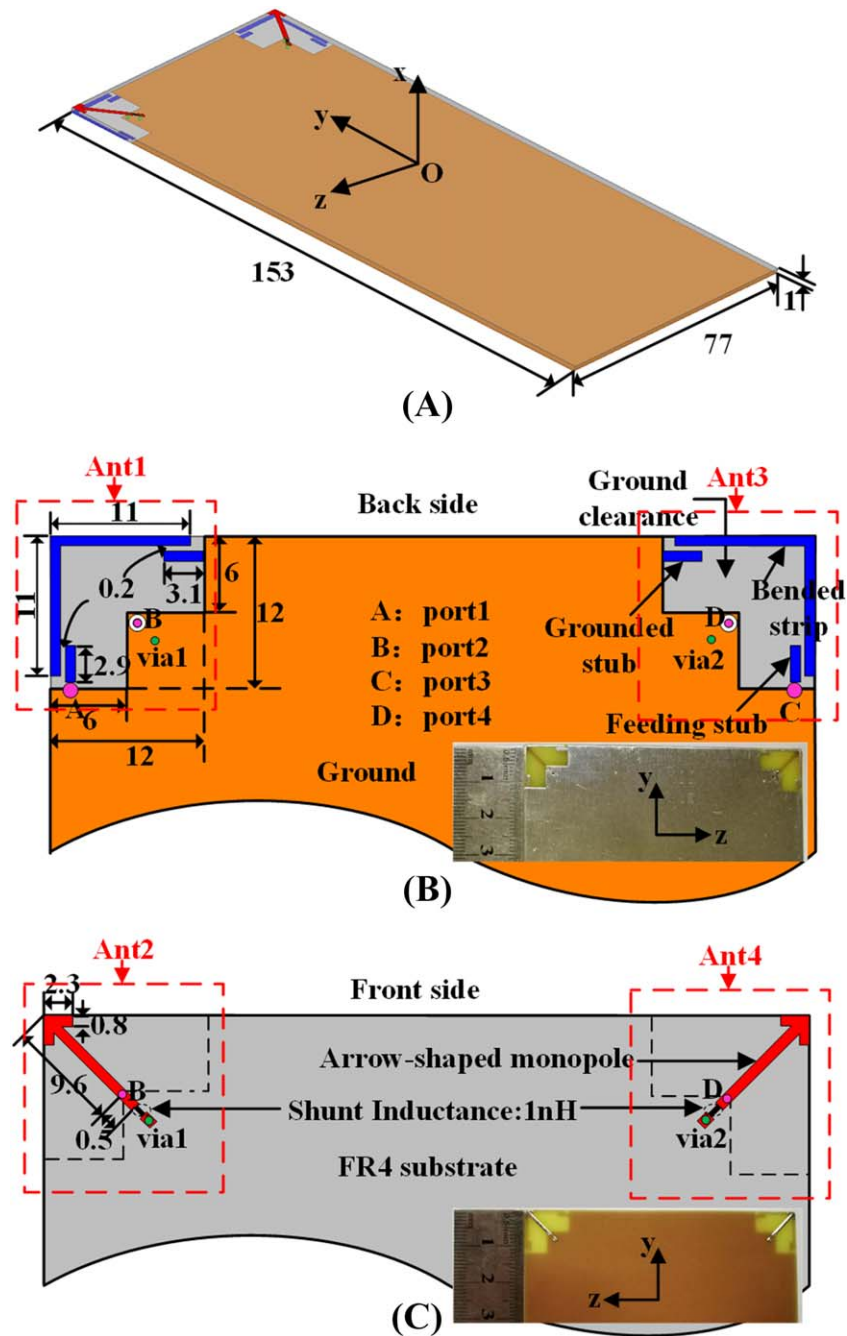 x
y
O
z
153
77
1
(A)
Ant1
11
Back side
Ground clearance
Ant3
11
0.2
3.1
6
12
B
via1
2.9
A
6
12
A: port1
B: port2
C: port3
D: port4
Grounded stub
D
via2
Bended strip
Feeding stub
C
Ground
1
2
3
y
z
(B)
Ant2
2.3
0.8
Front side
Ant4
9.6
0.5
B
via1
Arrow-shaped monopole
Shunt Inductance:1nH
D
via2
FR4 substrate
1
2
3
y
z
(C)